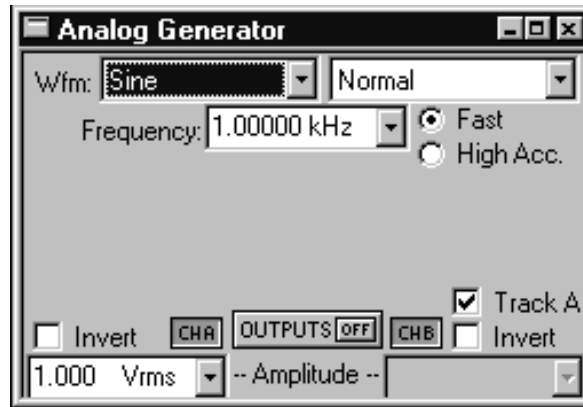 Analog Generator
Wfm: Sine Normal
Frequency: 1.00000 kHz Fast
High Acc.
Track A
Invert CHA OUTPUTS OFF CHB Invert
1.000 Vrms -- Amplitude --